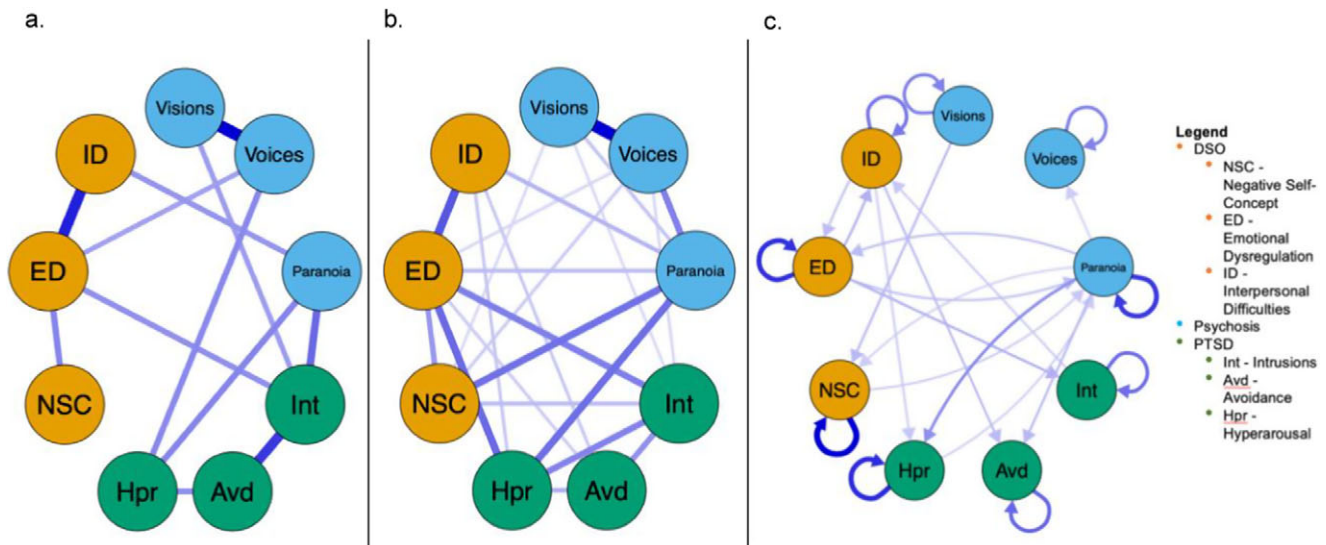 a.
Visions
Voices
ID
ED
Paranoia
NSC
Int
Hpr
Avd
b.
Visions
Voices
ID
ED
Paranoia
NSC
Int
Hpr
Avd
c.
Visions
ID
Voices
ED
Paranoia
NSC
Int
Hpr
Avd
Legend
DSO
NSC -
Negative Self-
Concept
ED -
Emotional
Dysregulation
ID -
Interpersonal
Difficulties
Psychosis
PTSD
Int - Intrusions
Avd -
Avoidance
Hpr -
Hyperarousal